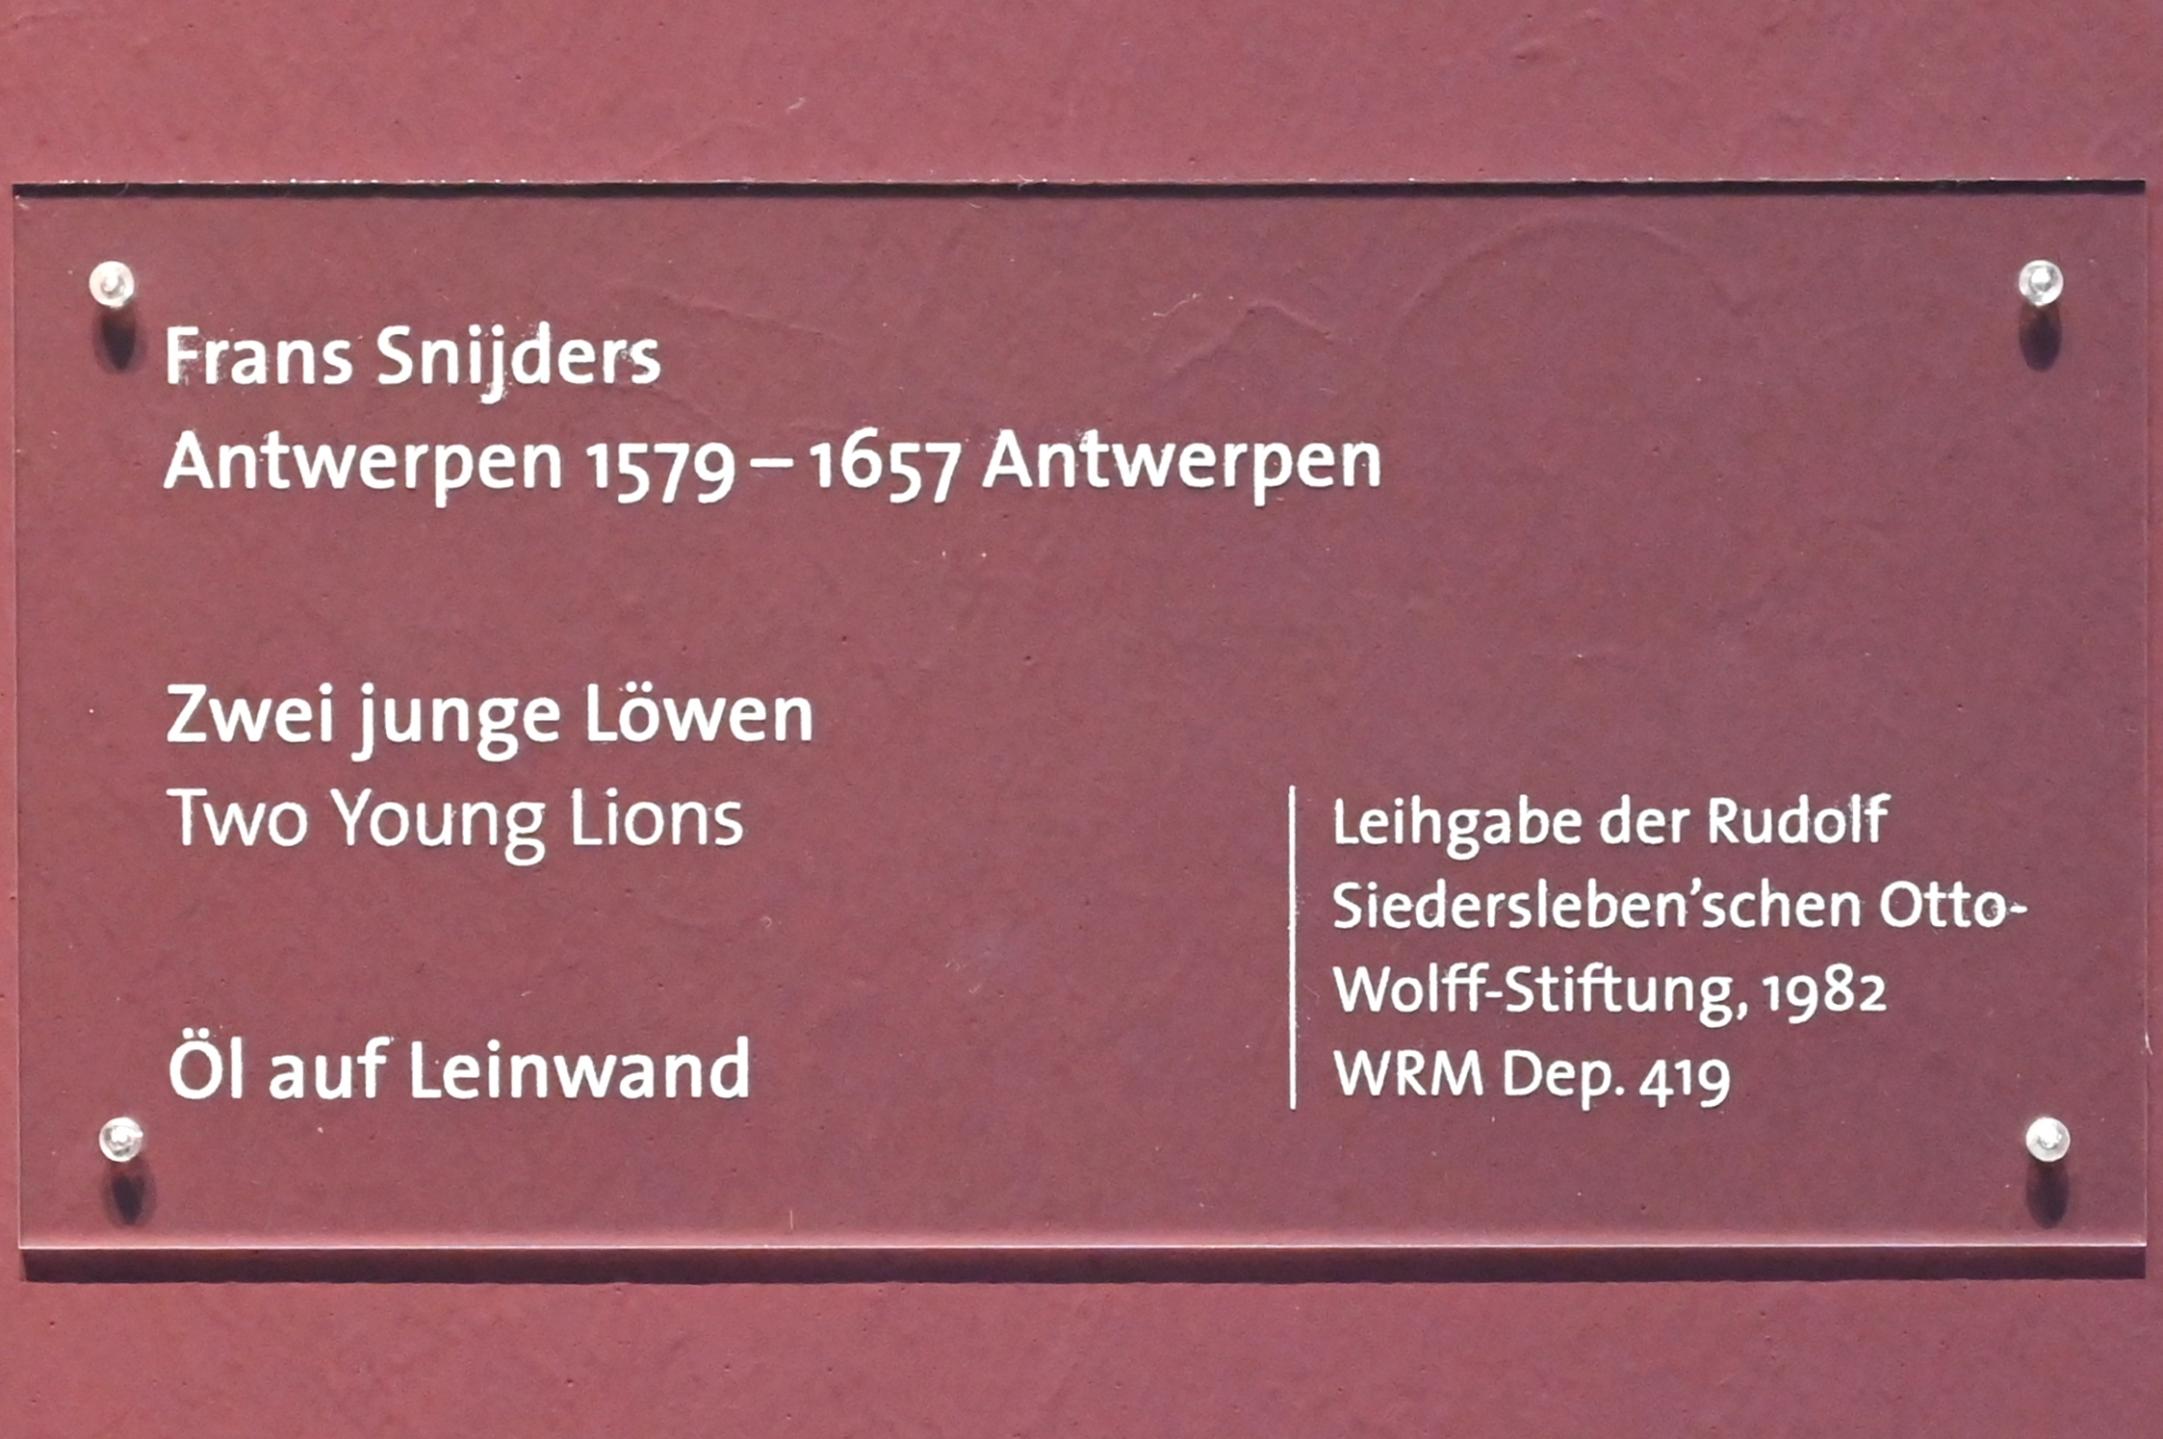 Frans Snijders
Antwerpen 1579 – 1657 Antwerpen
Zwei junge Löwen
Two Young Lions
Öl auf Leinwand
Leihgabe der Rudolf
Siedersleben’schen Otto-
Wolff-Stiftung, 1982
WRM Dep. 419